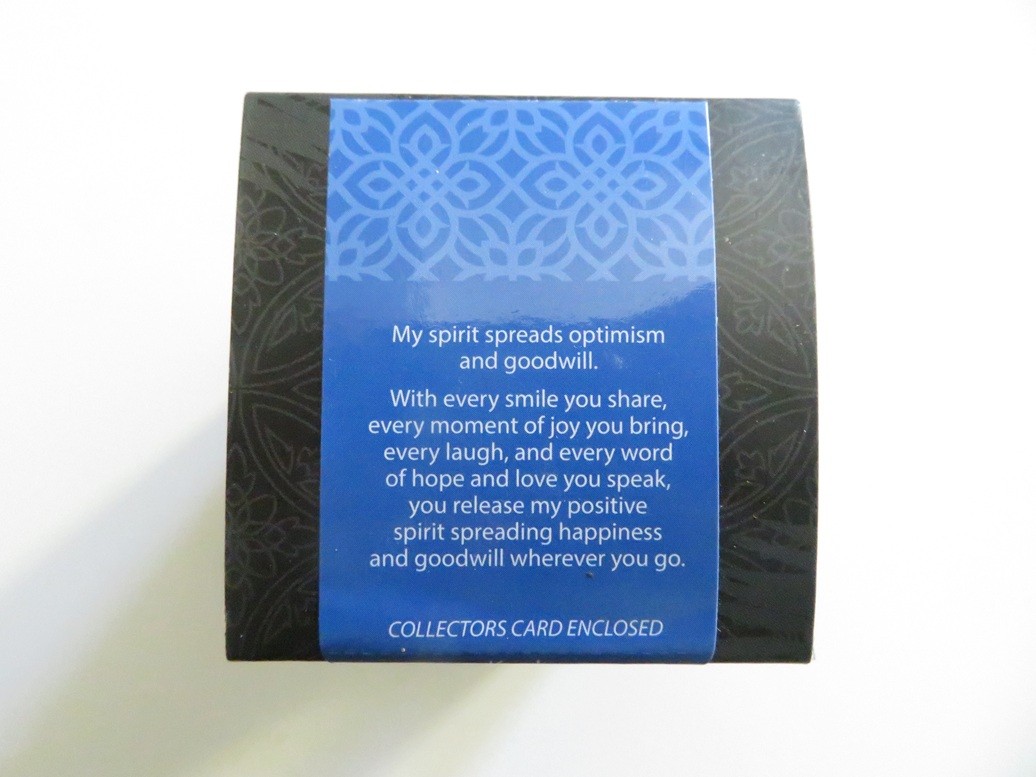 My spirit spreads optimism
and goodwill.
With every smile you share,
every moment of joy you bring,
every laugh, and every word
of hope and love you speak,
you release my positive
spirit spreading happiness
and goodwill wherever you go.
COLLECTORS CARD ENCLOSED